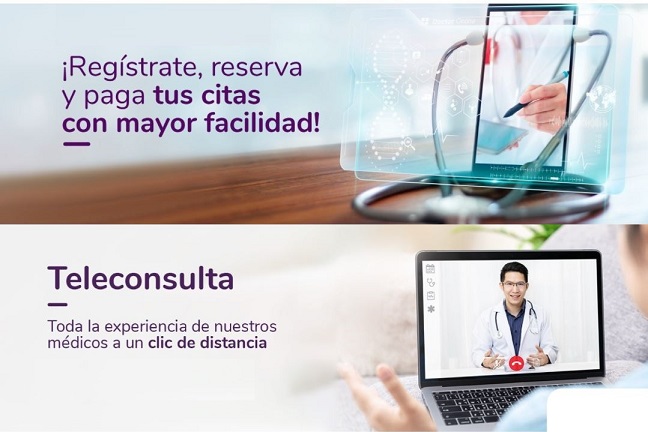 ¡Regístrate, reserva
y paga tus citas
con mayor facilidad!
Teleconsulta
Toda la experiencia de nuestros
médicos a un clic de distancia